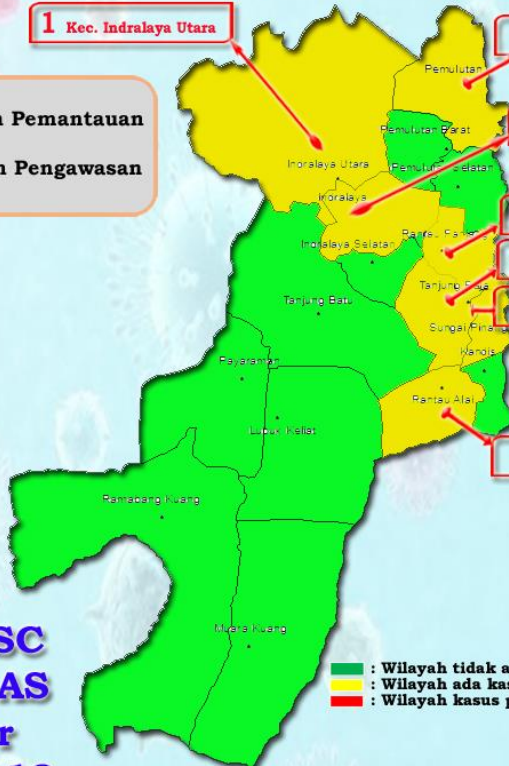 1 Kec. Indralaya Utara
Pemantauan
Pengawasan
Pemulutan
Pemulutan Barat
Pemulutan Selatan
Indralaya Utara
Indralaya
Rantau
Indralaya Selatan
Tanjung
Tanjung Batu
Sungai Pinang
Kandis
Payaraman
Rantau Alai
Lubuk Keliat
Rambang Kuang
Muara Kuang
SC
AS
r
: Wilayah tidak a
: Wilayah ada kas
: Wilayah kasus p